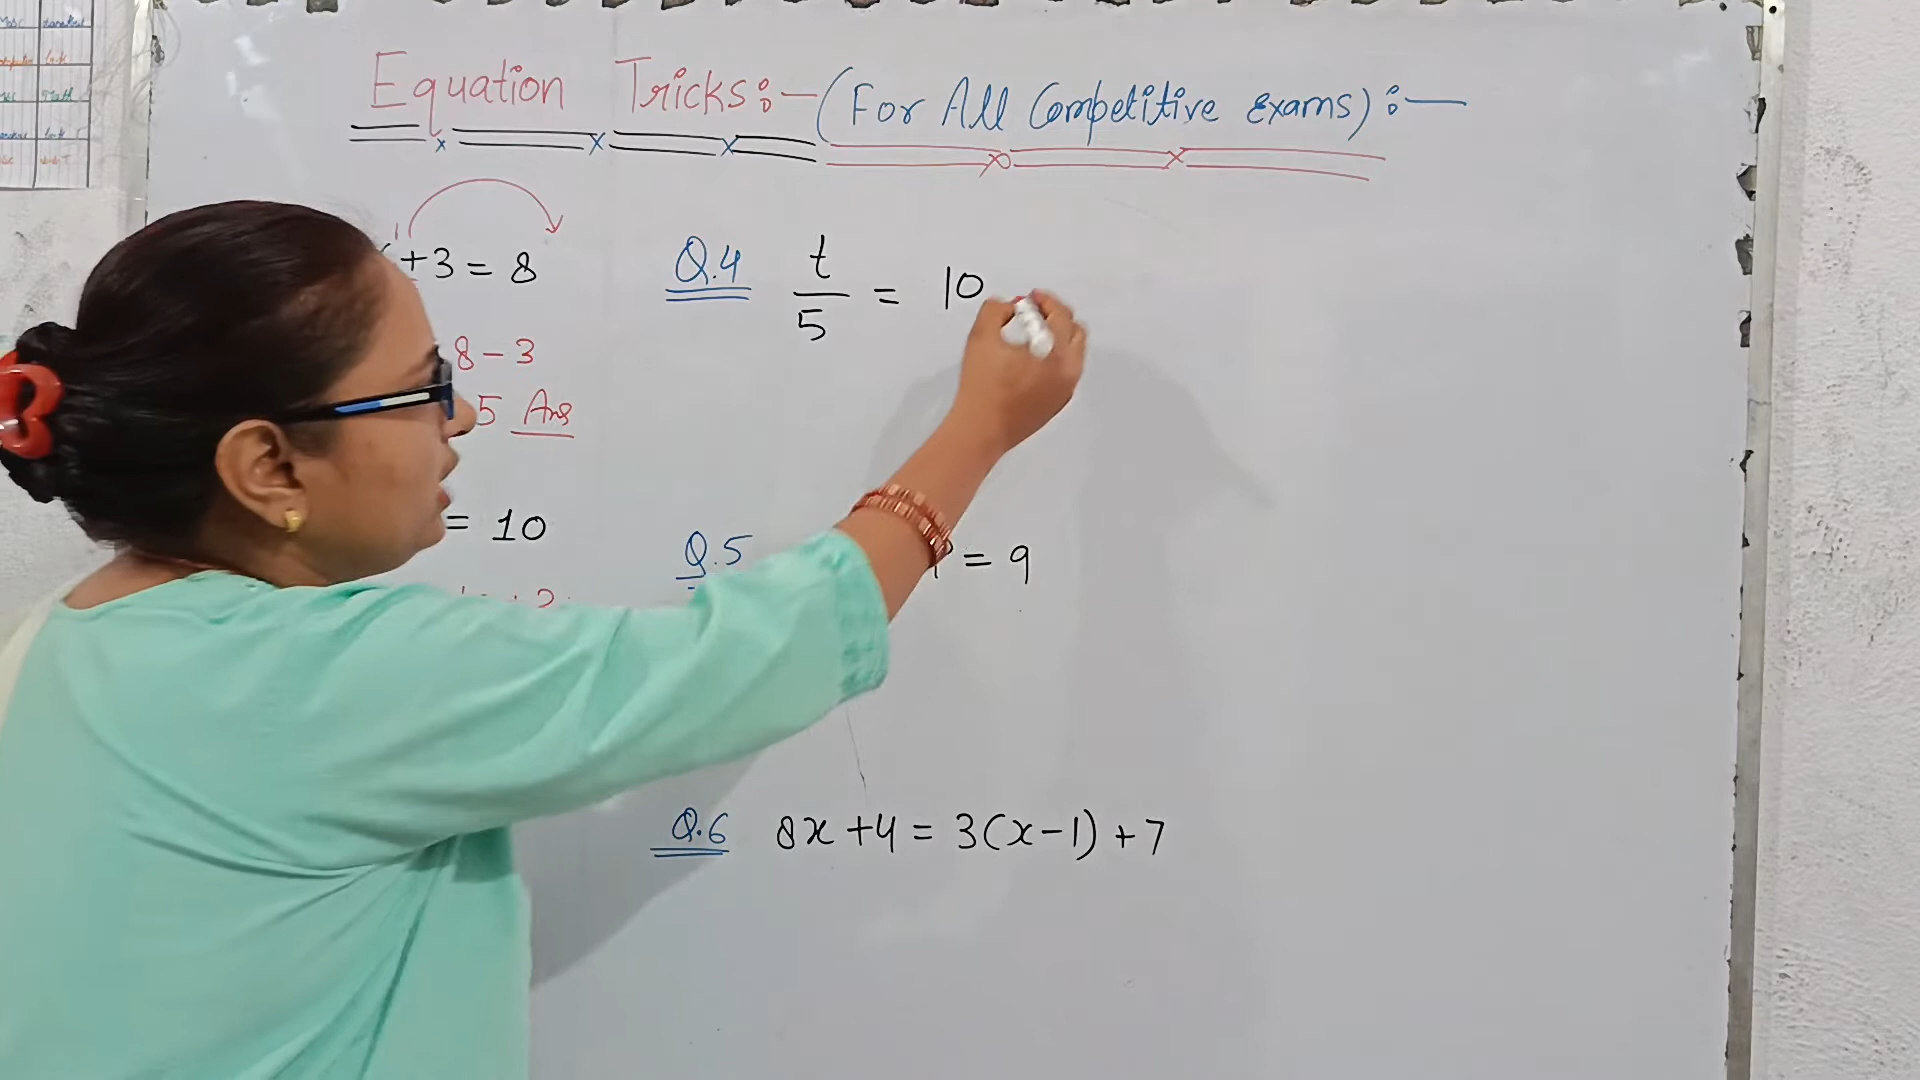 Equation Tricks:- (For All Competitive Exams):-
+3 = 8
8-3
5 Ans
= 10
Q.4 t/5 = 10
Q.5 = 9
Q.6 8x+4 = 3(x-1)+7